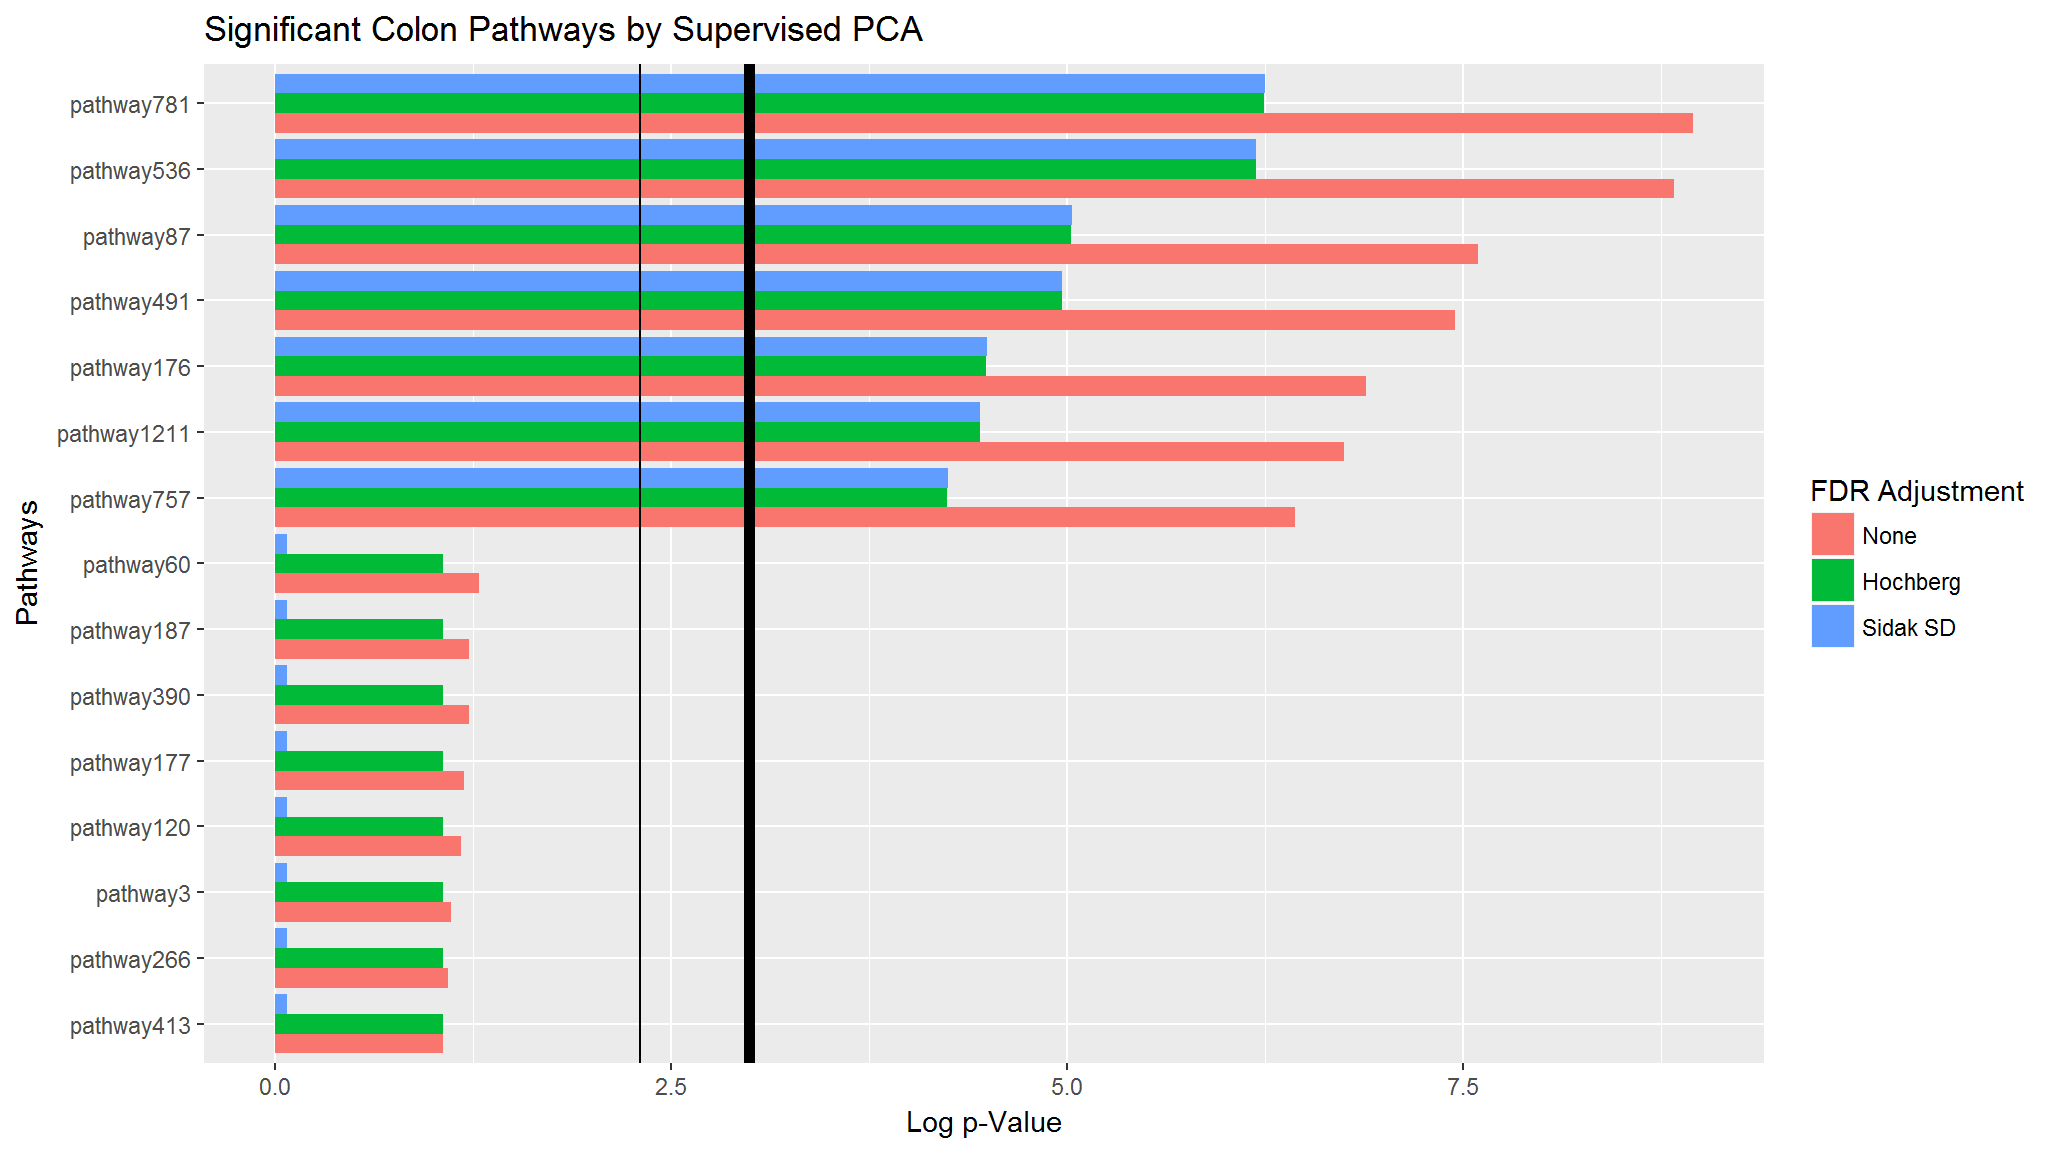 Significant Colon Pathways by Supervised PCA
pathway781
pathway536
pathway87
pathway491
pathway176
pathway1211
pathway757
pathway60
pathway187
pathway390
pathway177
pathway120
pathway3
pathway266
pathway413
Pathways
0.0 2.5 5.0 7.5
Log p-Value
FDR Adjustment
None
Hochberg
Sidak SD